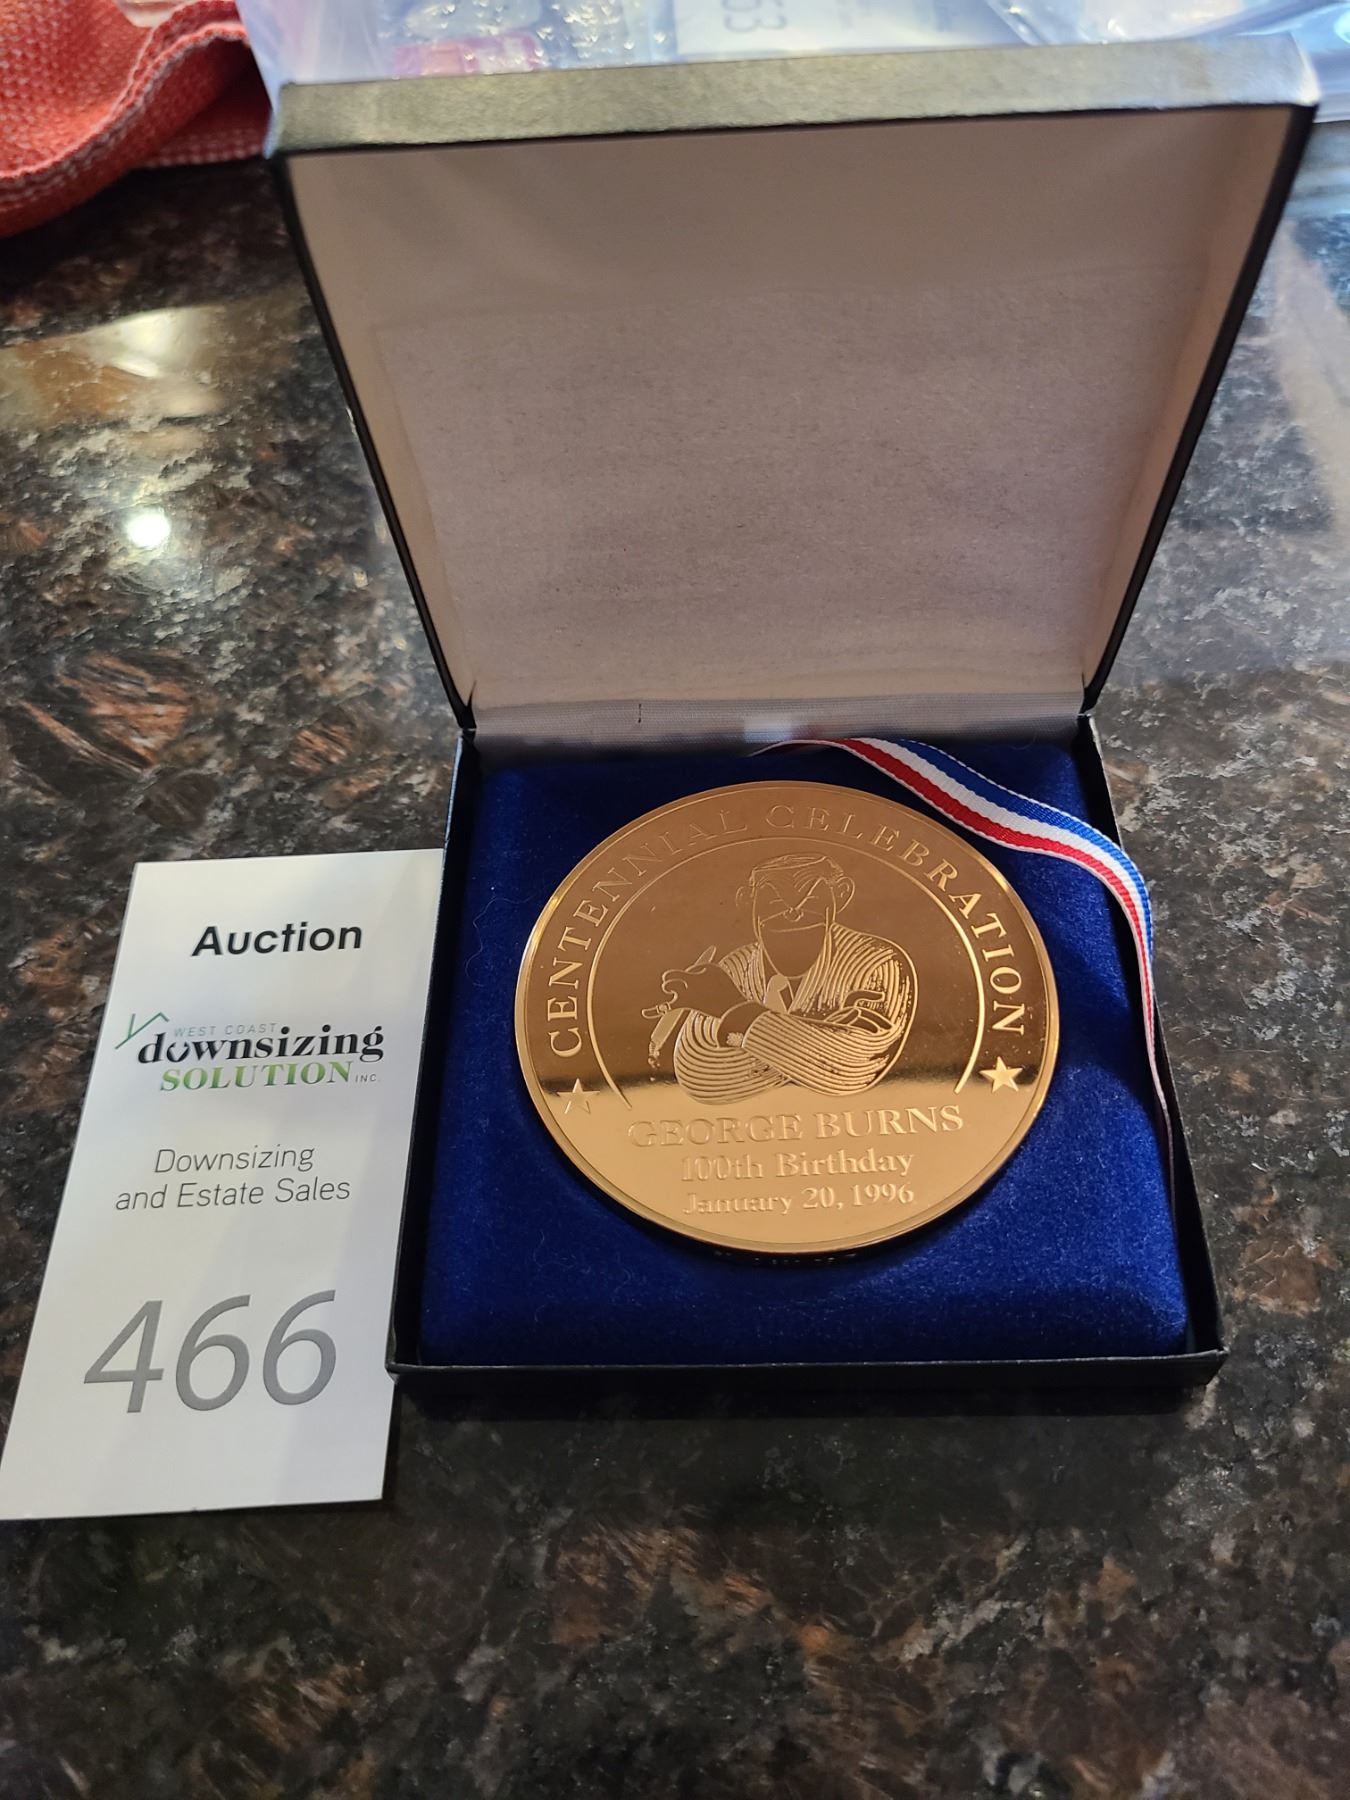 63
Auction
WEST COAST
downsizing
SOLUTION INC.
Downsizing
and Estate Sales
466
CENTENNIAL CELEBRATION
GEORGE BURNS
100th Birthday
January 20, 1996